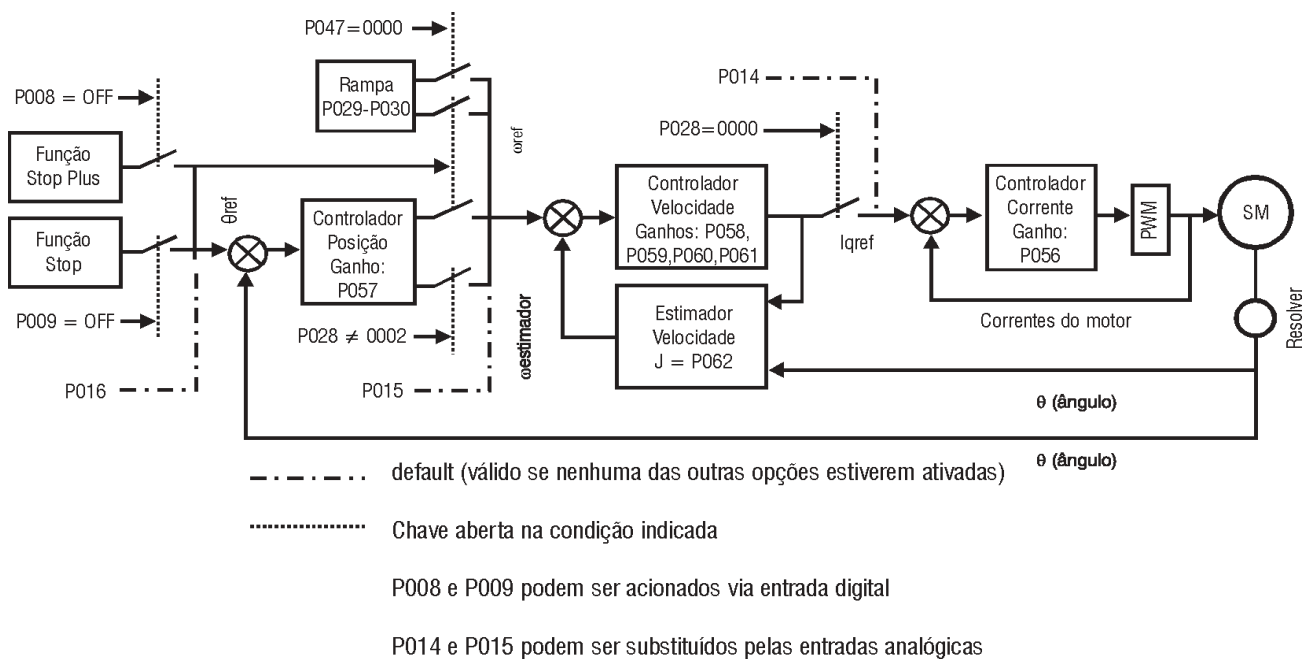 P047=0000
Rampa
P029-P030
P008 = OFF
Função
Stop Plus
Função
Stop
P009 = OFF
P016
θref
Controlador
Posição
Ganho:
P057
P028 ≠ 0002
P015
ωref
ωestimador
P014
P028=0000
Controlador
Velocidade
Ganhos: P058,
P059,P060,P061
Estimador
Velocidade
J = P062
Iqref
Controlador
Corrente
Ganho:
P056
PWM
SM
Correntes do motor
Resolver
θ (ângulo)
θ (ângulo)
default (válido se nenhuma das outras opções estiverem ativadas)
Chave aberta na condição indicada
P008 e P009 podem ser acionados via entrada digital
P014 e P015 podem ser substituídos pelas entradas analógicas